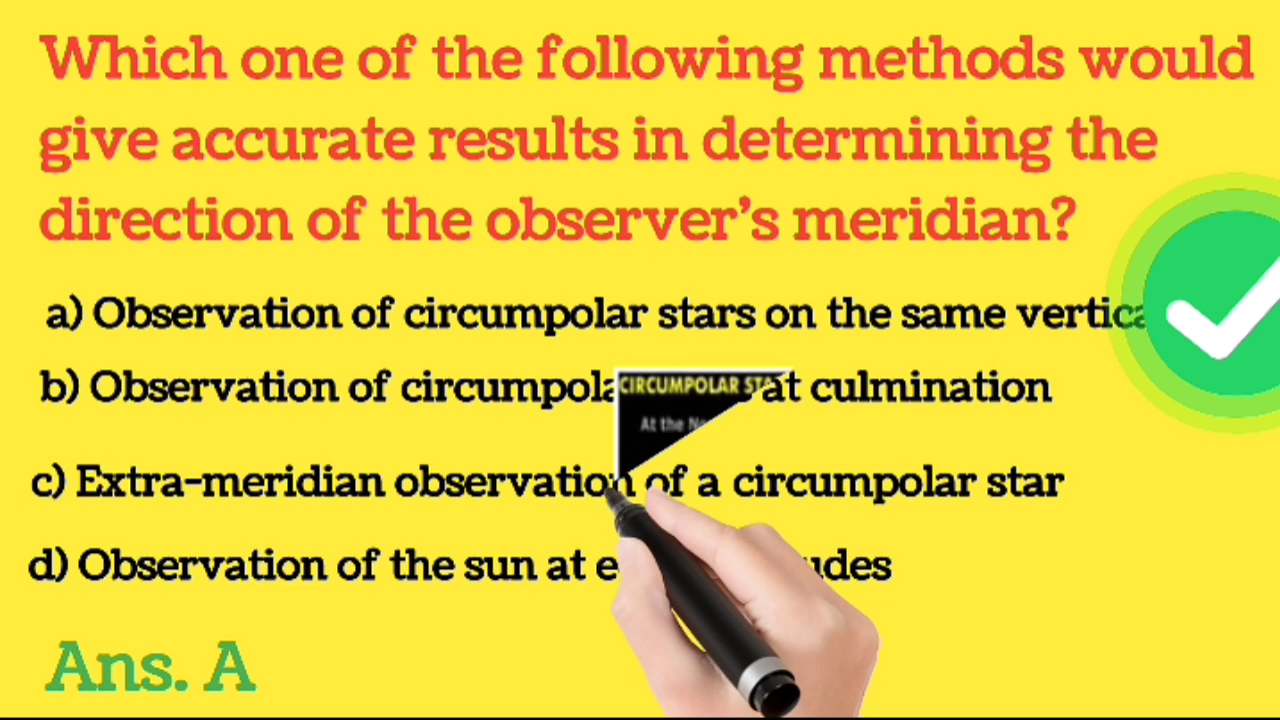 Which one of the following methods would
give accurate results in determining the
direction of the observer's meridian?
a) Observation of circumpolar stars on the same
b) Observation of at culmination
CIRCUMPOLAR
At the
c) Extra-meridian observation of a circumpolar star
d) Observation of the sun at
Ans. A